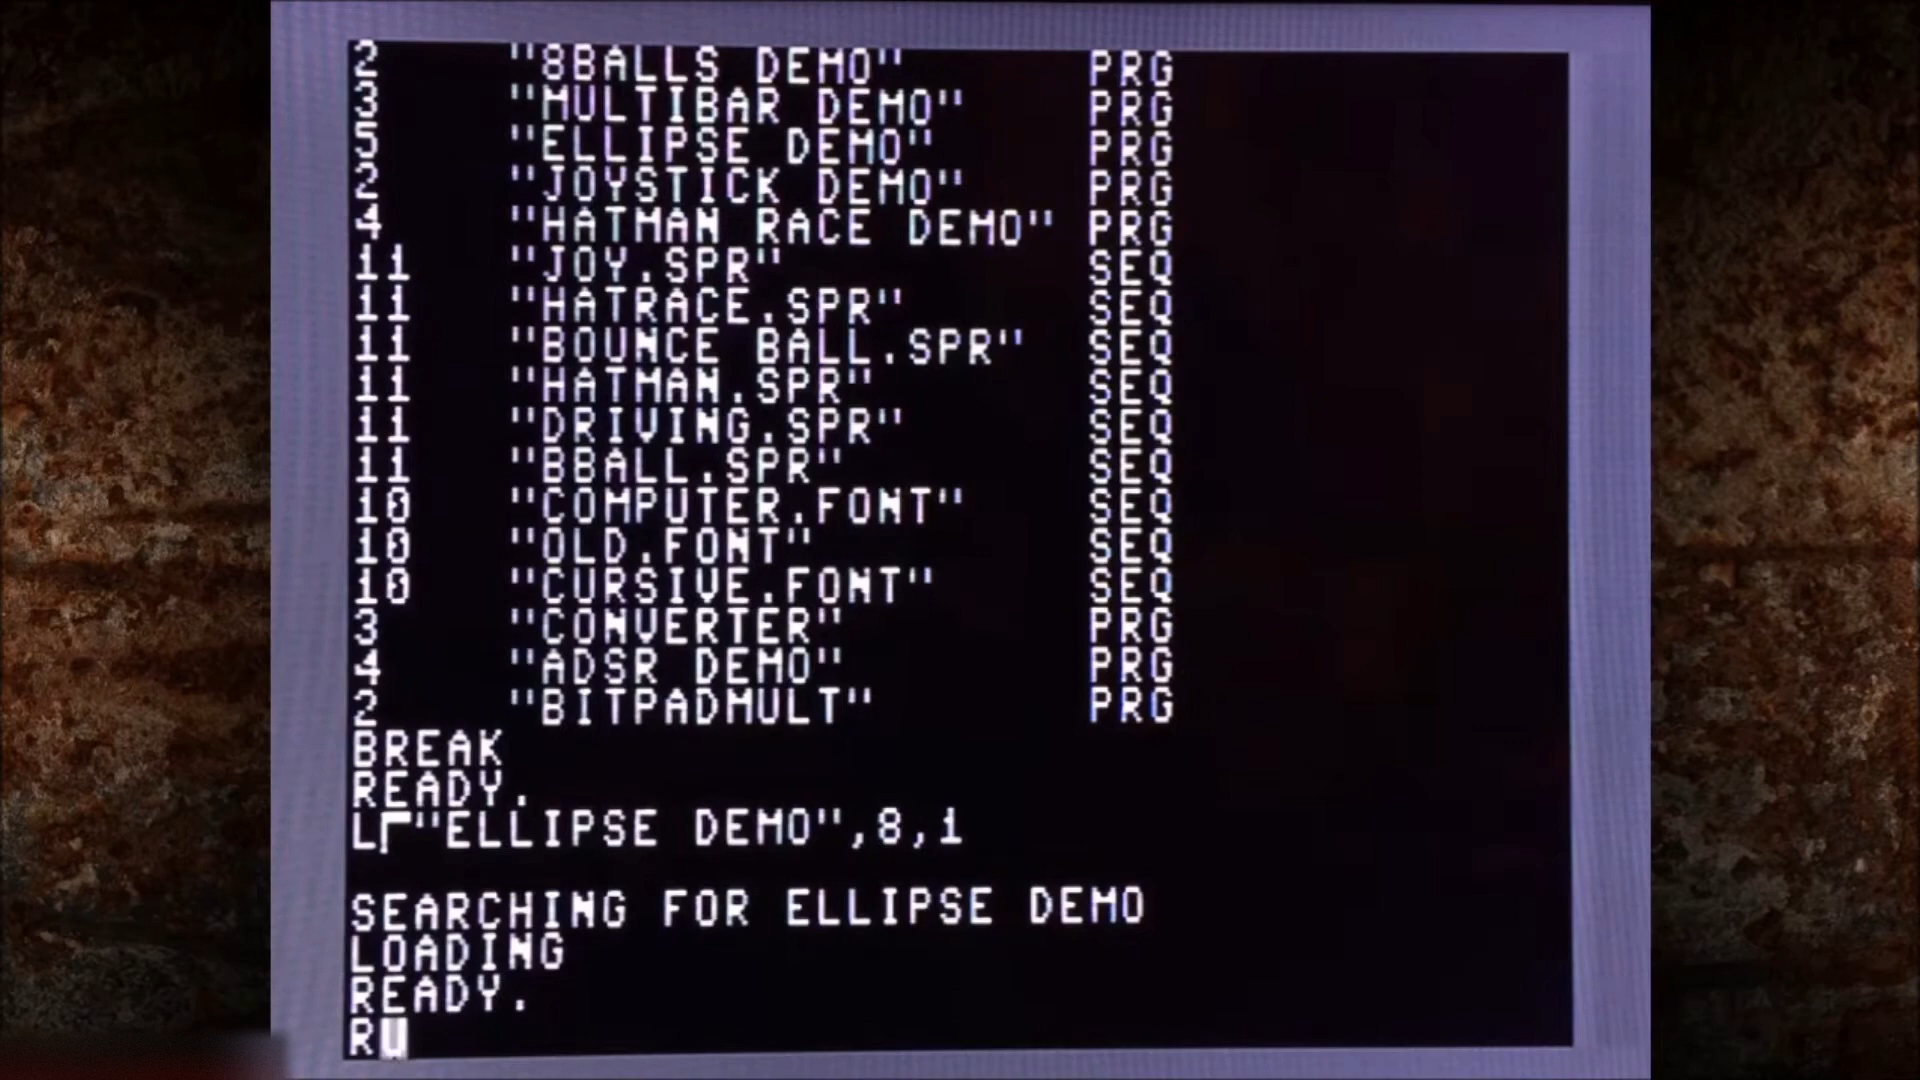 2 "8BALLS DEMO" PRG
3 "MULTIBAR DEMO" PRG
5 "ELLIPSE DEMO" PRG
2 "JOYSTICK DEMO" PRG
4 "HATMAN RACE DEMO" PRG
11 "JOY.SPR" SEQ
11 "HATRACE.SPR" SEQ
11 "BOUNCE BALL.SPR" SEQ
11 "HATMAN.SPR" SEQ
11 "DRIVING.SPR" SEQ
11 "BBALL.SPR" SEQ
10 "COMPUTER.FONT" SEQ
10 "OLD.FONT" SEQ
10 "CURSIVE.FONT" SEQ
3 "CONVERTER" PRG
4 "ADSR DEMO" PRG
2 "BITPADMULT" PRG
BREAK
READY.
L┌"ELLIPSE DEMO",8,1
SEARCHING FOR ELLIPSE DEMO
LOADING
READY.
RU